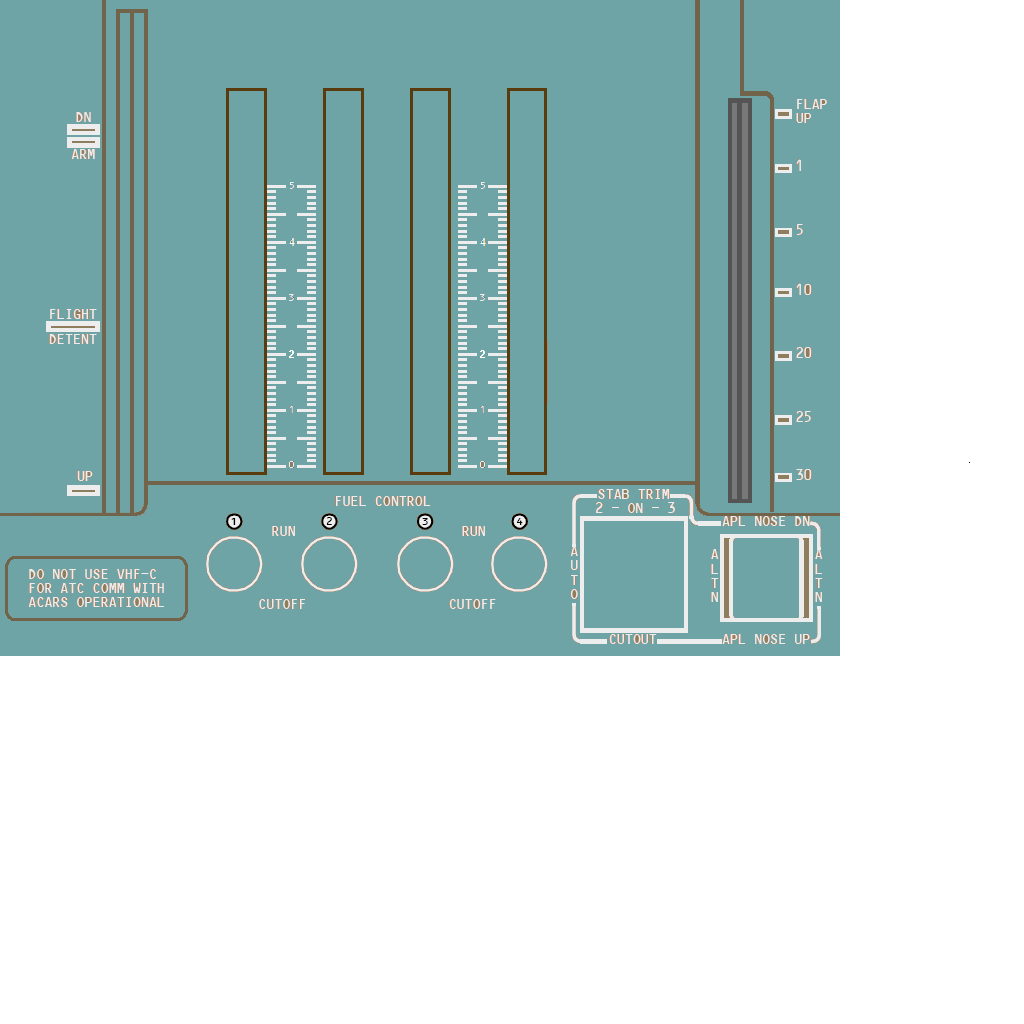 DN
ARM
FLIGHT
DETENT
UP
5
4
3
2
1
0
5
4
3
2
1
0
FLAP
UP
1
5
10
20
25
30
FUEL CONTROL
1
2
3
4
RUN
RUN
CUTOFF
CUTOFF
STAB TRIM
2 - ON - 3
AUTO
CUTOUT
APL NOSE DN
ALTN
ALTN
APL NOSE UP
DO NOT USE VHF-C
FOR ATC COMM WITH
ACARS OPERATIONAL